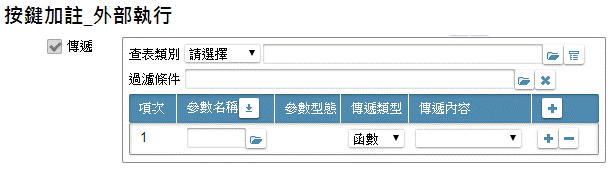 按鍵加註_外部執行
傳遞
查表類別 請選擇
過濾條件
項次 參數名稱 參數型態 傳遞類型 傳遞內容
1 函數